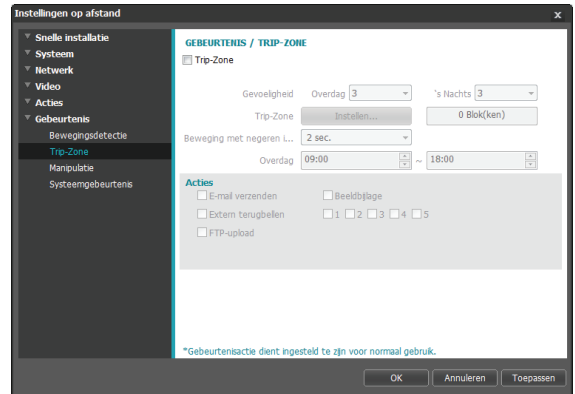 Instellingen op afstand x
Snelle installatie
Systeem
Netwerk
Video
Acties
Gebeurtenis
Bewegingsdetectie
Trip-Zone
Manipulatie
Systeemgebeurtenis
GEBEURTENIS / TRIP-ZONE
Trip-Zone
Gevoeligheid Overdag 3 's Nachts 3
Trip-Zone Instellen... 0 Blok(ken)
Beweging met negeren i... 2 sec.
Overdag 09:00 ~ 18:00
Acties
E-mail verzenden Beeldbijlage
Extern terugbellen 1 2 3 4 5
FTP-upload
*Gebeurtenisactie dient ingesteld te zijn voor normaal gebruik.
OK Annuleren Toepassen